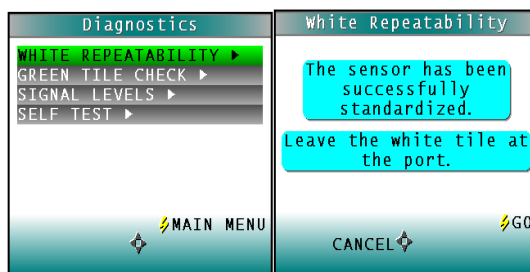 Diagnostics
WHITE REPEATABILITY ▶
GREEN TILE CHECK ▶
SIGNAL LEVELS ▶
SELF TEST ▶
MAIN MENU
White Repeatability
The sensor has been
successfully
standardized.
Leave the white tile at
the port.
GO
CANCEL